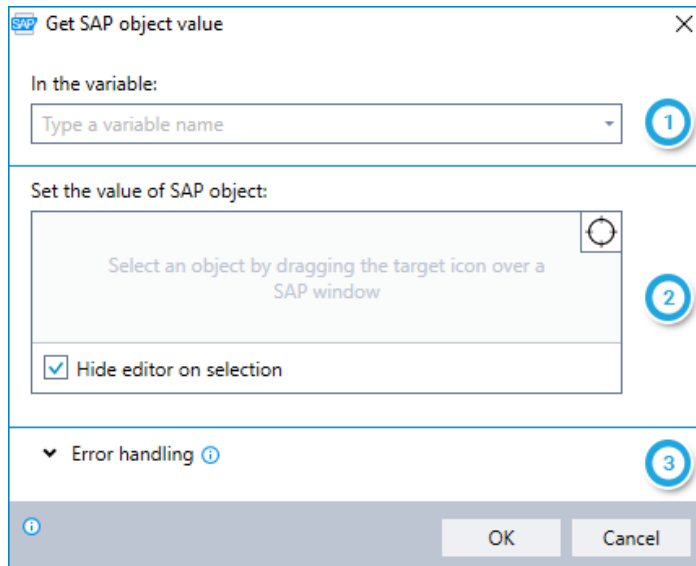 SAP Get SAP object value
In the variable:
Type a variable name
1
Set the value of SAP object:
Select an object by dragging the target icon over a
SAP window
2
Hide editor on selection
Error handling
3
OK Cancel